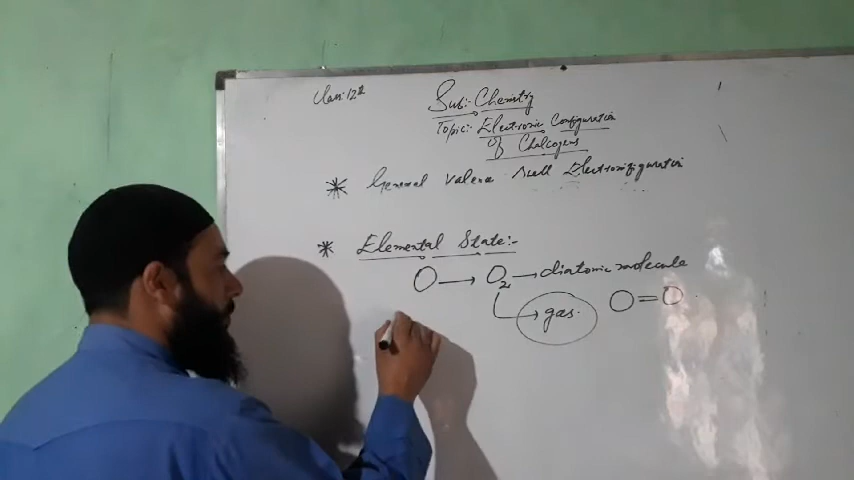 Class: 12th
Sub:- Chemistry
Topic: Electronic Configuration
of Chalcogens
* General Valence Shell Electronic
* Elemental State:-
O → O2 → diatomic molecule
gas. O=O